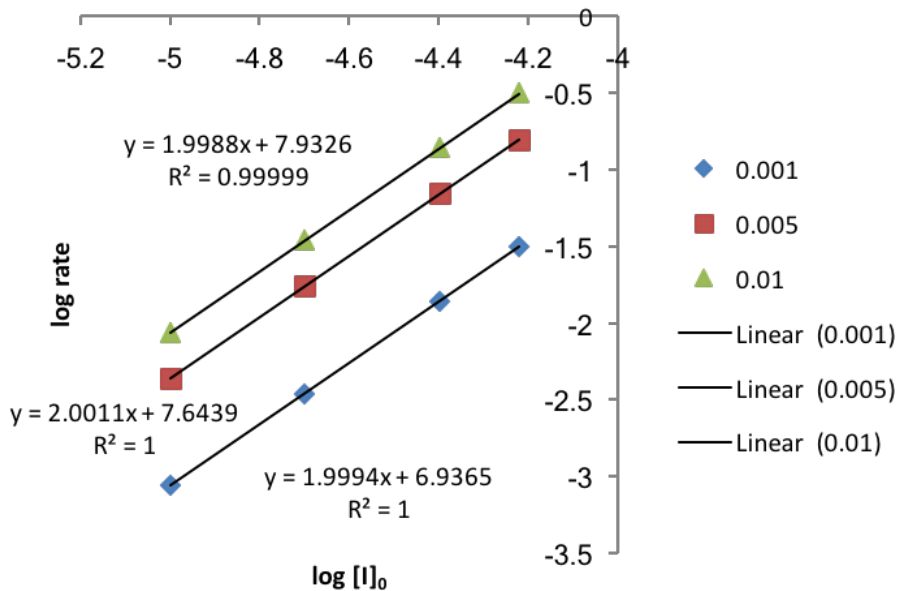 0
-5.2 -5 -4.8 -4.6 -4.4 -4.2 -4
-0.5
y = 1.9988x + 7.9326
R² = 0.99999
-1
-1.5
log rate
-2
-2.5
y = 2.0011x + 7.6439
R² = 1
y = 1.9994x + 6.9365
R² = 1
-3
-3.5
log [I]₀
0.001
0.005
0.01
Linear (0.001)
Linear (0.005)
Linear (0.01)